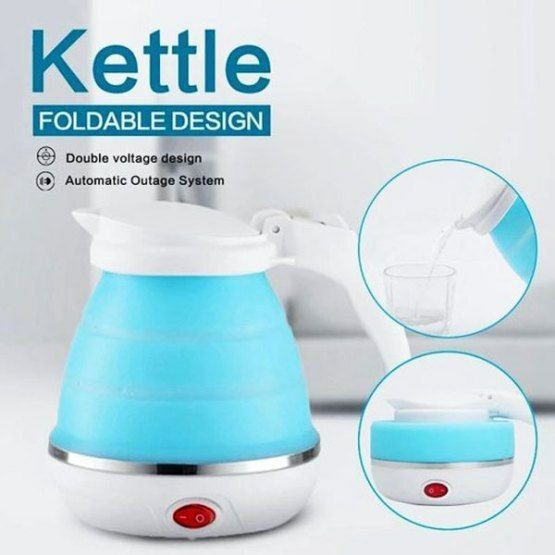 Kettle
FOLDABLE DESIGN
Double voltage design
Automatic Outage System